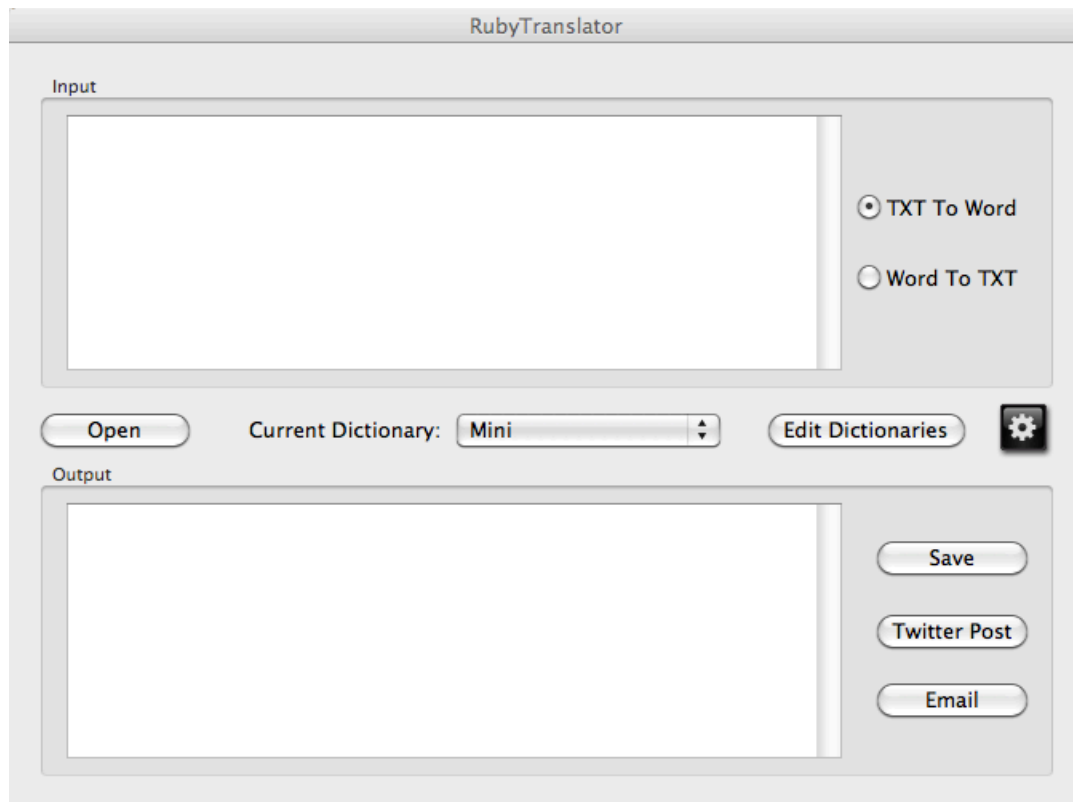 RubyTranslator
Input
TXT To Word
Word To TXT
Open Current Dictionary: Mini Edit Dictionaries
Output
Save
Twitter Post
Email